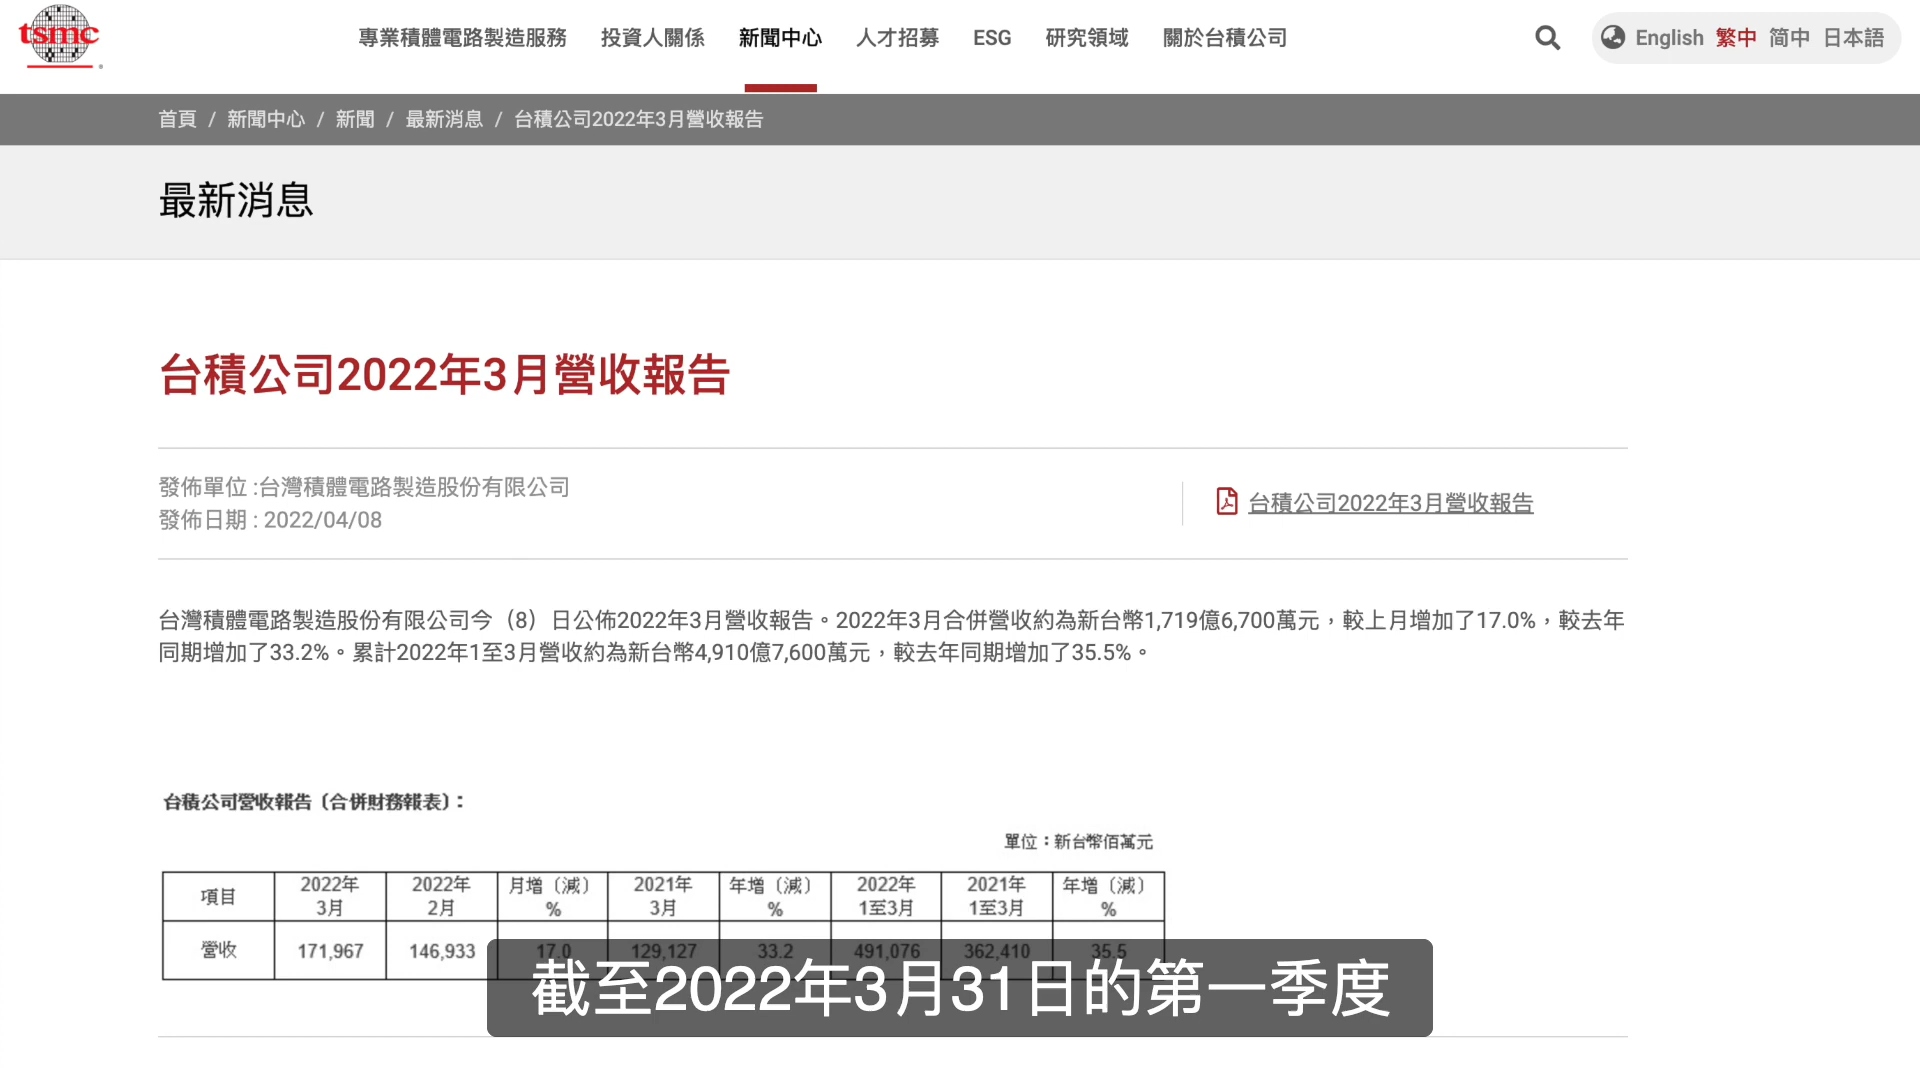 tsmc
專業積體電路製造服務 投資人關係 新聞中心 人才招募 ESG 研究領域 關於台積公司 English 繁中 简中 日本語
首頁 / 新聞中心 / 新聞 / 最新消息 / 台積公司2022年3月營收報告
最新消息
台積公司2022年3月營收報告
發佈單位 :台灣積體電路製造股份有限公司
發佈日期 : 2022/04/08
台積公司2022年3月營收報告
台灣積體電路製造股份有限公司今（8）日公佈2022年3月營收報告。2022年3月合併營收約為新台幣1,719億6,700萬元，較上月增加了17.0%，較去年
同期增加了33.2%。累計2022年1至3月營收約為新台幣4,910億7,600萬元，較去年同期增加了35.5%。
台積公司營收報告〔合併財務報表〕：
單位：新台幣佰萬元
項目 2022年3月 2022年2月 月增〔減〕% 2021年3月 年增〔減〕% 2022年1至3月 2021年1至3月 年增〔減〕%
營收 171,967 146,933 17.0 129,127 33.2 491,076 362,410 35.5
截至2022年3月31日的第一季度